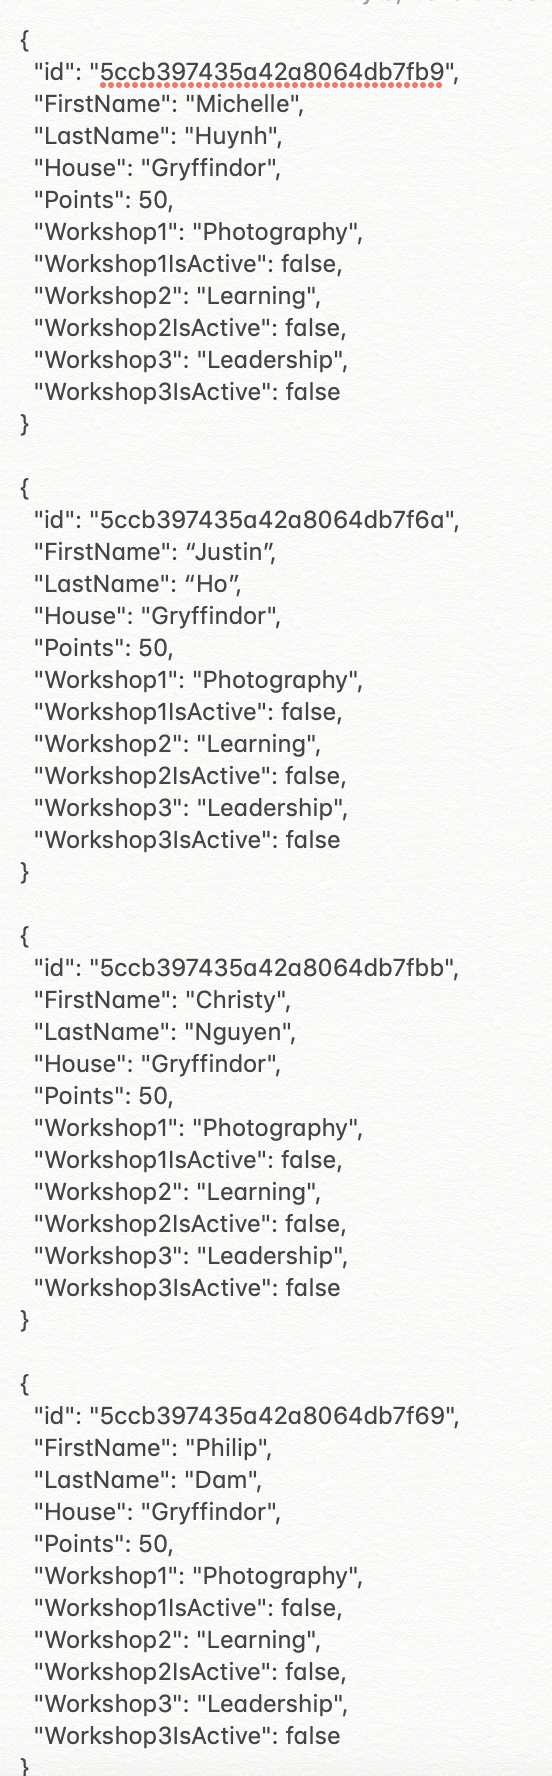 {
"id": "5ccb397435a42a8064db7fb9",
"FirstName": "Michelle",
"LastName": "Huynh",
"House": "Gryffindor",
"Points": 50,
"Workshop1": "Photography",
"Workshop1IsActive": false,
"Workshop2": "Learning",
"Workshop2IsActive": false,
"Workshop3": "Leadership",
"Workshop3IsActive": false
}
{
"id": "5ccb397435a42a8064db7f6a",
"FirstName": “Justin”,
"LastName": “Ho”,
"House": "Gryffindor",
"Points": 50,
"Workshop1": "Photography",
"Workshop1IsActive": false,
"Workshop2": "Learning",
"Workshop2IsActive": false,
"Workshop3": "Leadership",
"Workshop3IsActive": false
}
{
"id": "5ccb397435a42a8064db7fbb",
"FirstName": "Christy",
"LastName": "Nguyen",
"House": "Gryffindor",
"Points": 50,
"Workshop1": "Photography",
"Workshop1IsActive": false,
"Workshop2": "Learning",
"Workshop2IsActive": false,
"Workshop3": "Leadership",
"Workshop3IsActive": false
}
{
"id": "5ccb397435a42a8064db7f69",
"FirstName": "Philip",
"LastName": "Dam",
"House": "Gryffindor",
"Points": 50,
"Workshop1": "Photography",
"Workshop1IsActive": false,
"Workshop2": "Learning",
"Workshop2IsActive": false,
"Workshop3": "Leadership",
"Workshop3IsActive": false
}